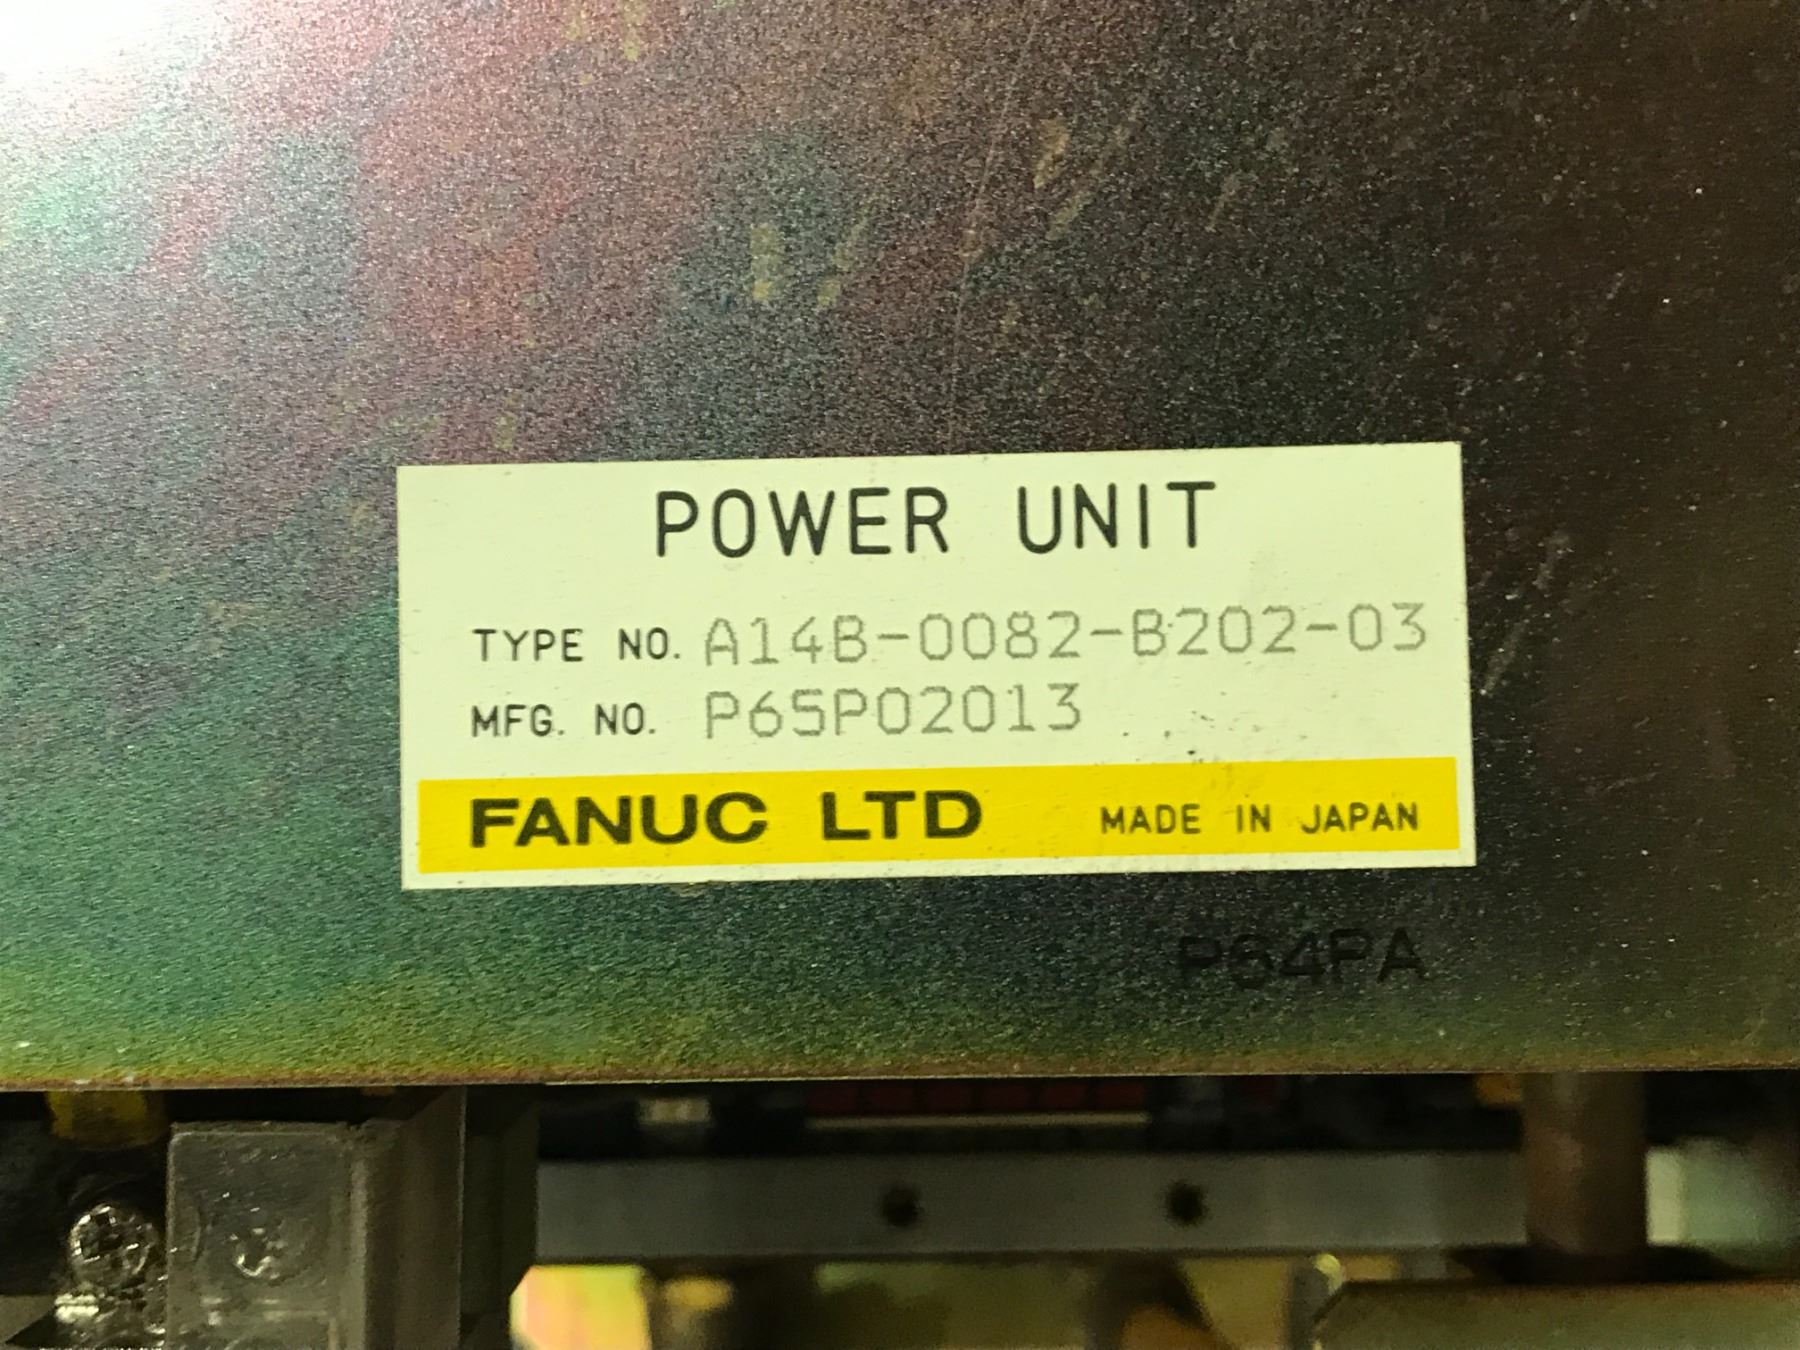 POWER UNIT
TYPE NO. A14B-0082-B202-03
MFG. NO. P65P02013
FANUC LTD MADE IN JAPAN
P64PA